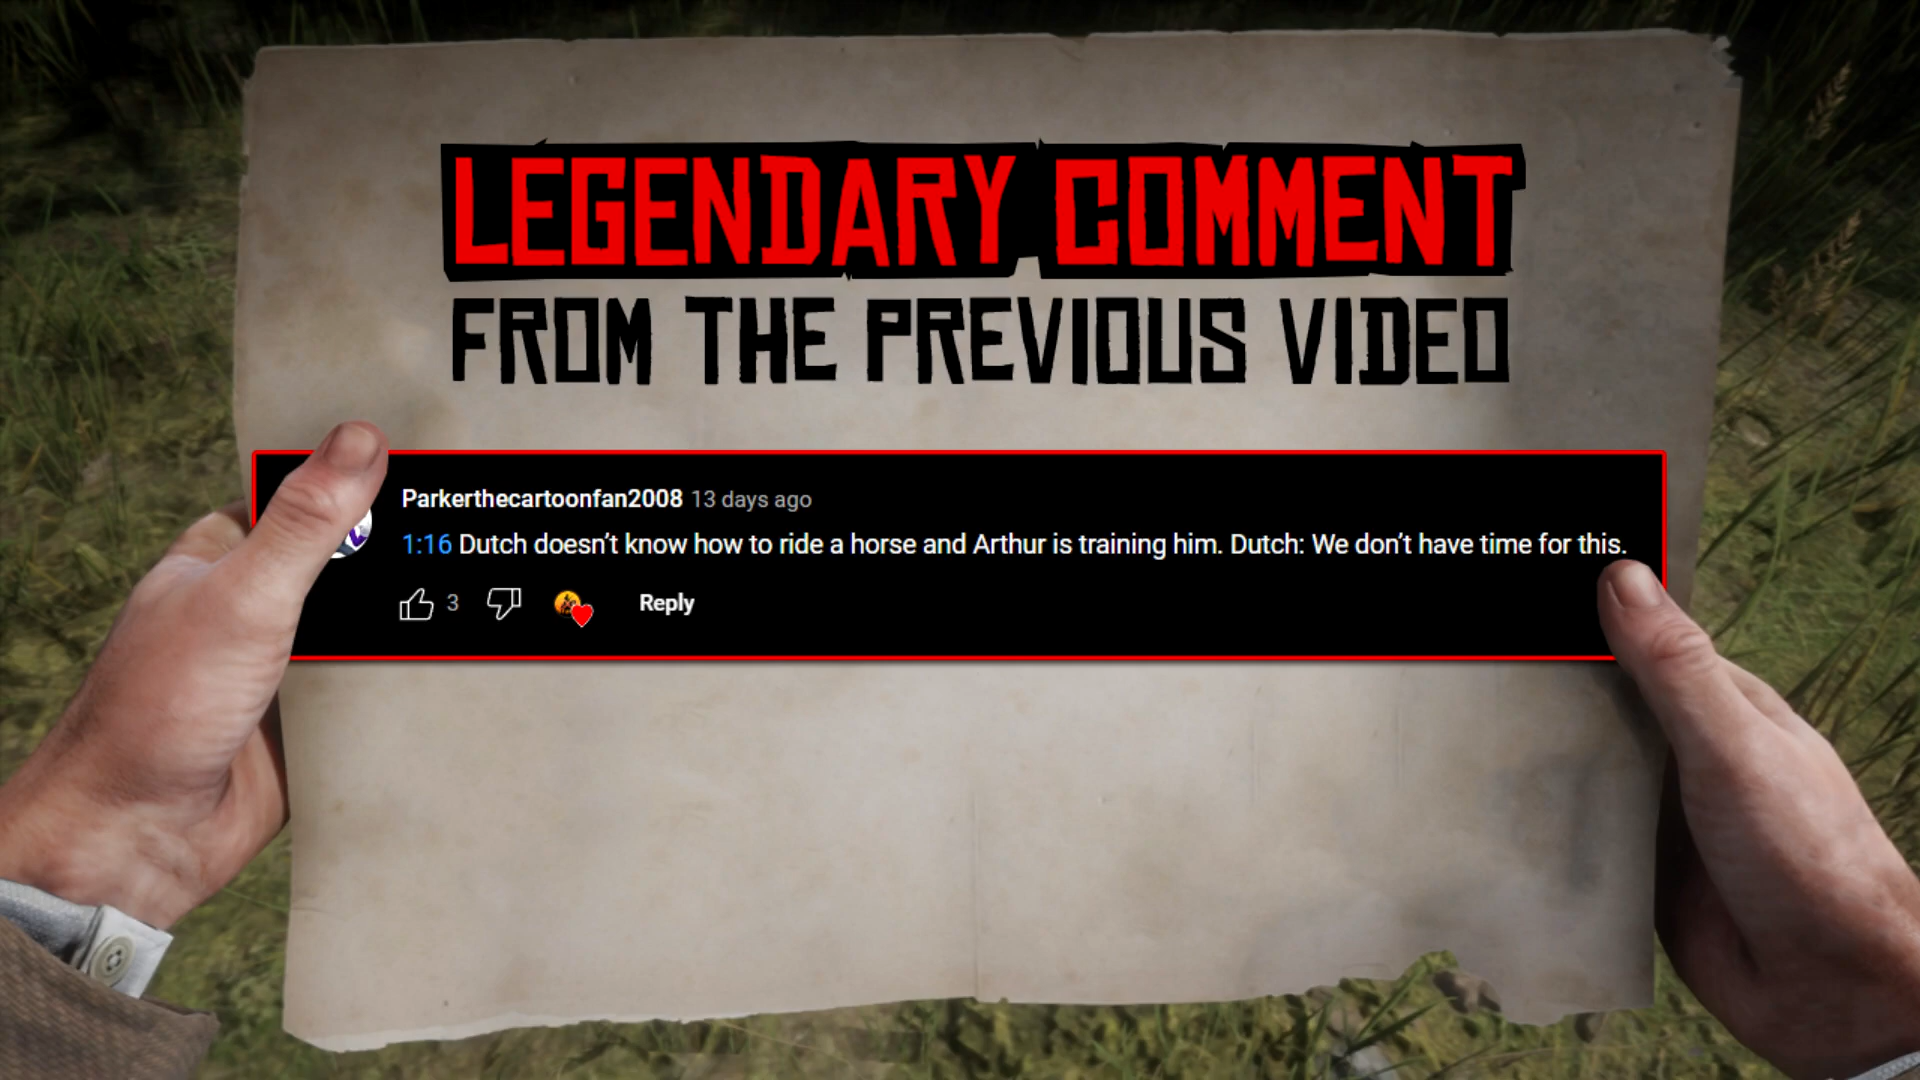 LEGENDARY COMMENT
FROM THE PREVIOUS VIDEO
Parkerthecartoonfan2008 13 days ago
1:16 Dutch doesn’t know how to ride a horse and Arthur is training him. Dutch: We don’t have time for this.
3 Reply